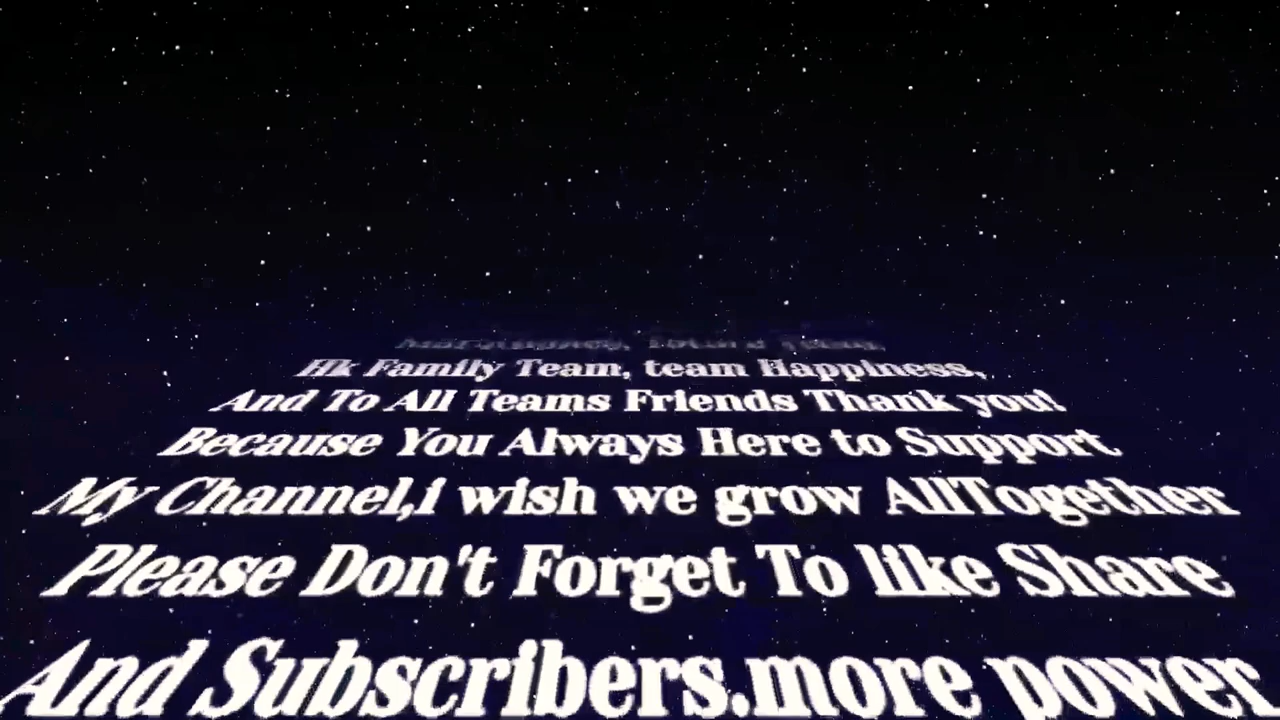 Hk Family Team, team Happiness,
And To All Teams Friends Thank you!
Because You Always Here to Support
My Channel,i wish we grow AllTogether
Please Don't Forget To like Share
And Subscribers.more power